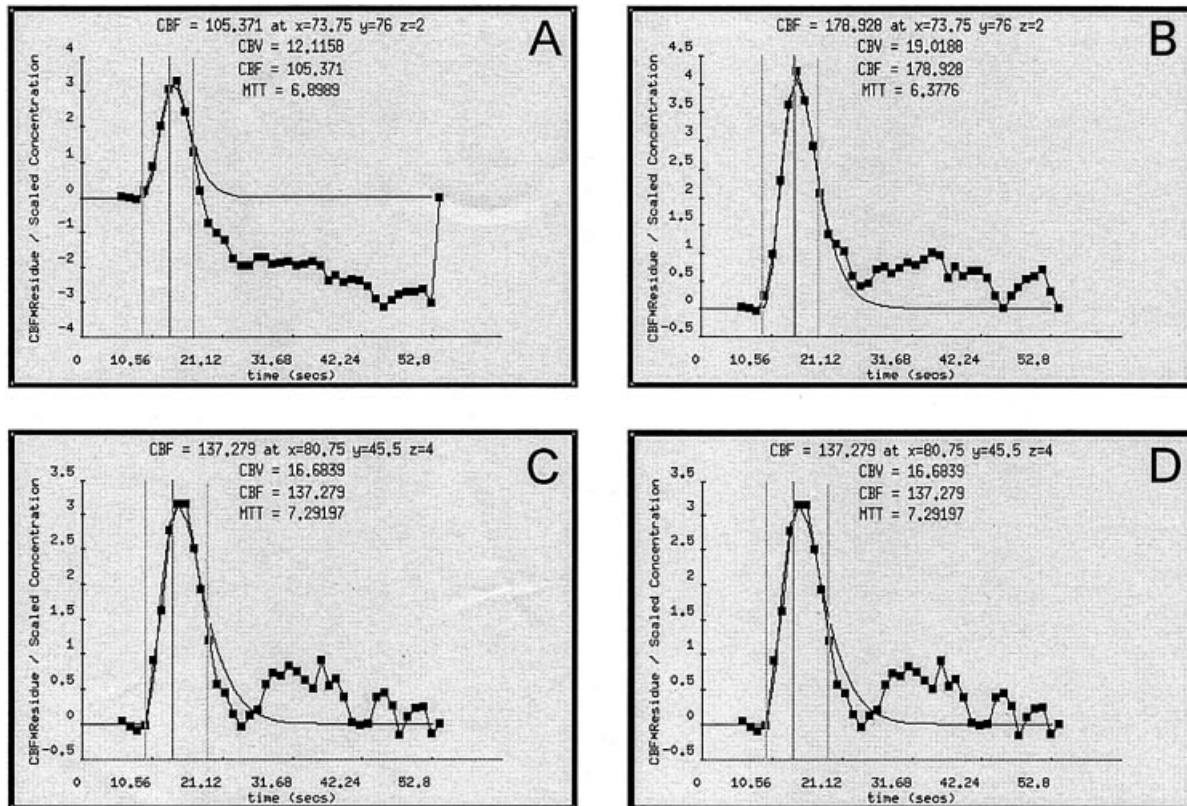 CBF = 105.371 at x=73.75 y=76 z=2
A
CBV = 12.1158
CBF = 105.371
MTT = 6.8989
CBF*Residue / Scaled Concentration
4
3
2
1
0
-1
-2
-3
-4
0 10.56 21.12 31.68 42.24 52.8
time (secs)
CBF = 178.928 at x=73.75 y=76 z=2
B
CBV = 19.0188
CBF = 178.928
MTT = 6.3776
CBF*Residue / Scaled Concentration
4.5
4
3.5
3
2.5
2
1.5
1
0.5
0
-0.5
0 10.56 21.12 31.68 42.24 52.8
time (secs)
CBF = 137.279 at x=80.75 y=45.5 z=4
C
CBV = 16.6839
CBF = 137.279
MTT = 7.29197
CBF*Residue / Scaled Concentration
3.5
3
2.5
2
1.5
1
0.5
0
-0.5
0 10.56 21.12 31.68 42.24 52.8
time (secs)
CBF = 137.279 at x=80.75 y=45.5 z=4
D
CBV = 16.6839
CBF = 137.279
MTT = 7.29197
CBF*Residue / Scaled Concentration
3.5
3
2.5
2
1.5
1
0.5
0
-0.5
0 10.56 21.12 31.68 42.24 52.8
time (secs)